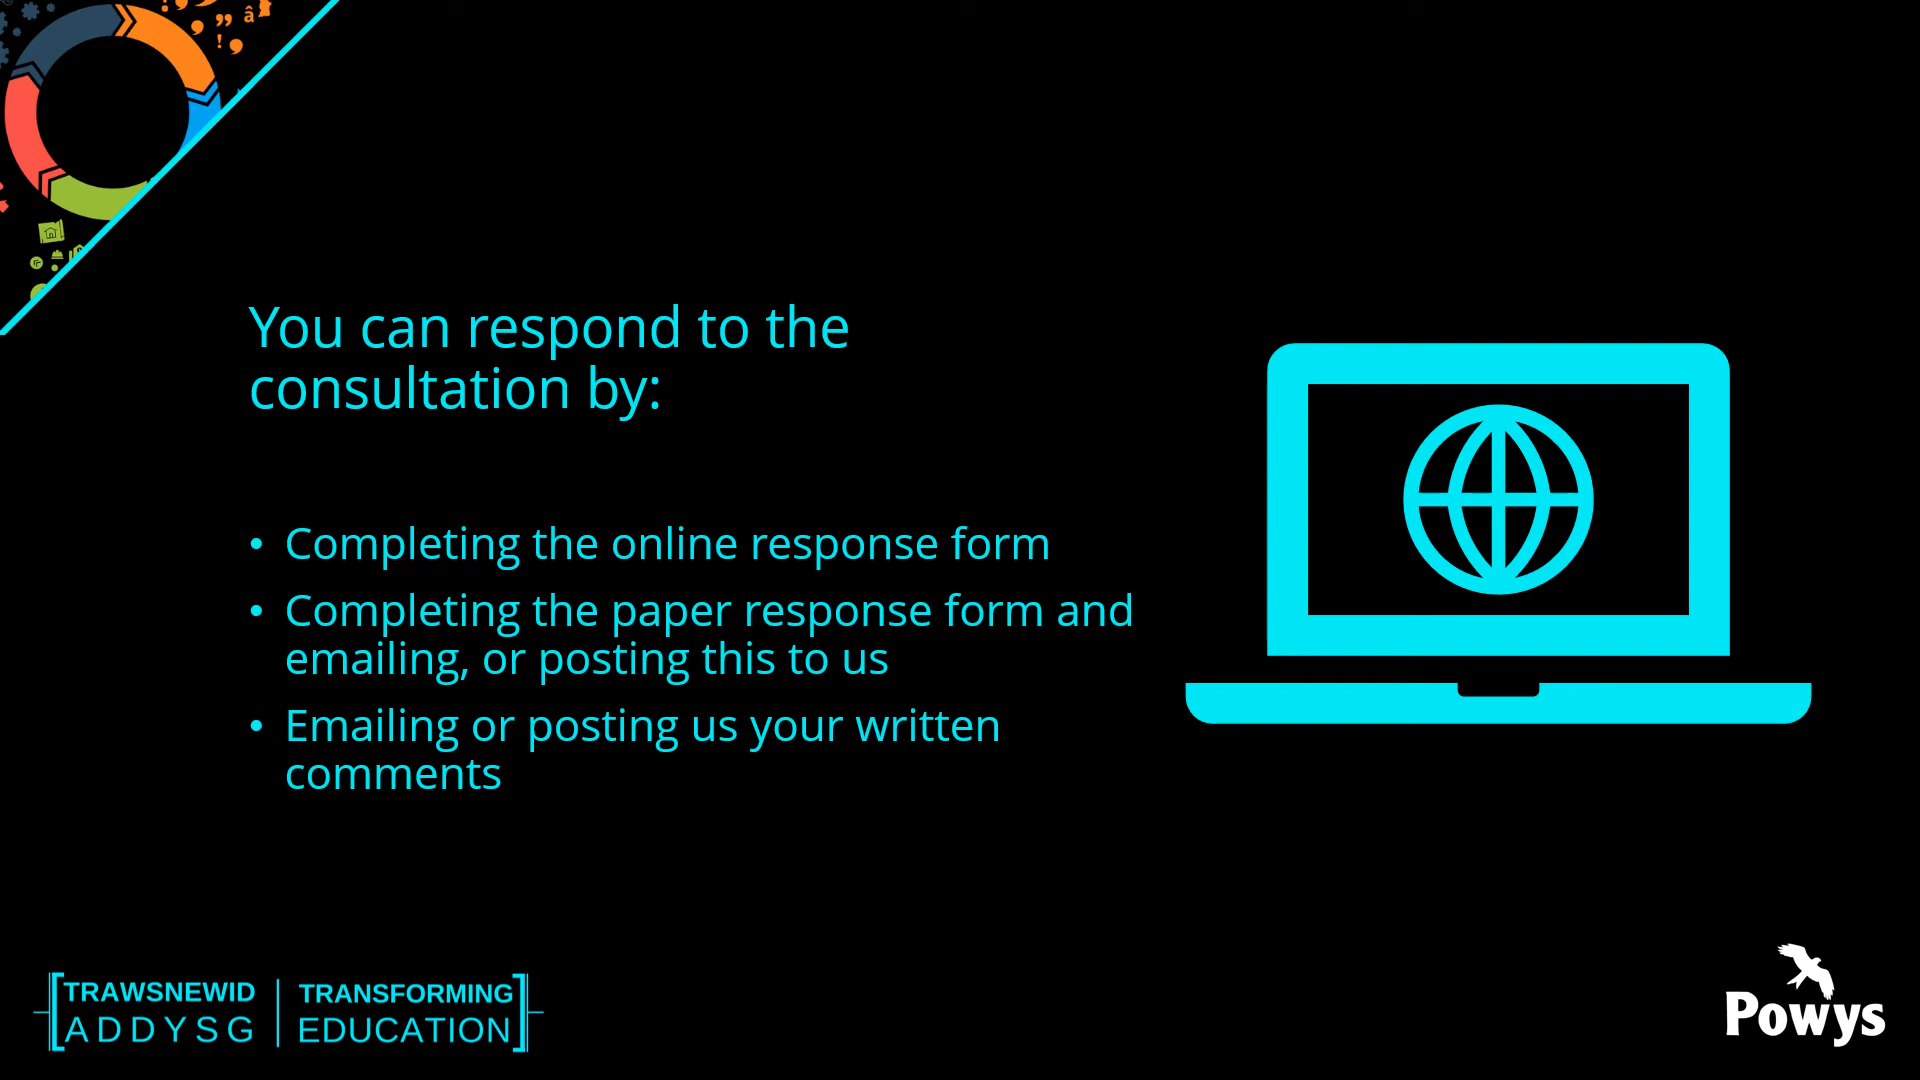 You can respond to the
consultation by:
• Completing the online response form
• Completing the paper response form and
emailing, or posting this to us
• Emailing or posting us your written
comments
TRAWSNEWID
ADDYSG
TRANSFORMING
EDUCATION
Powys